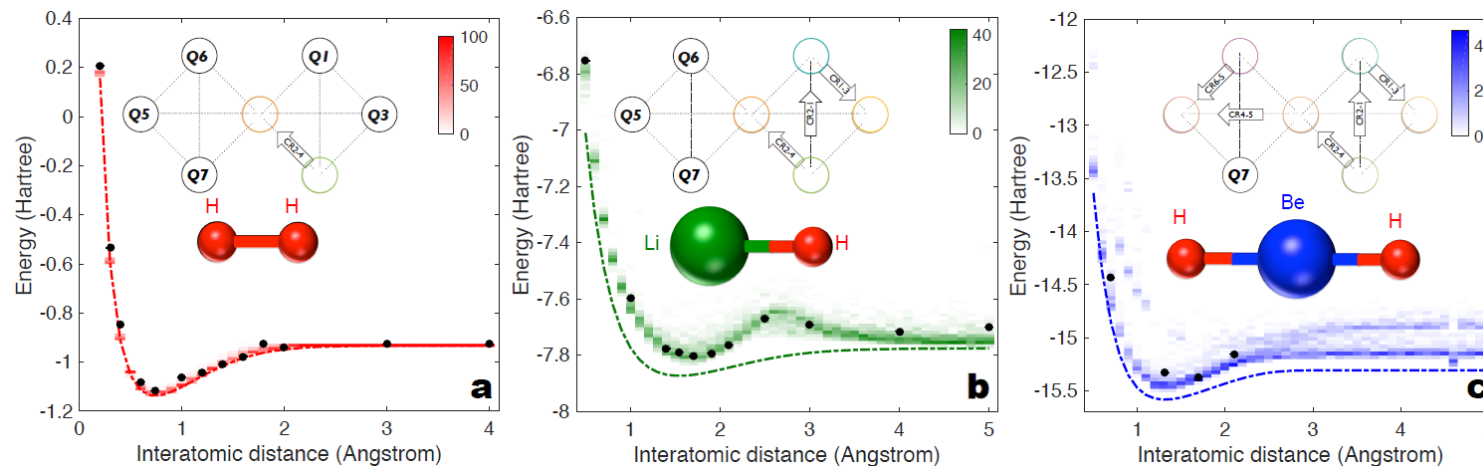 0.4
0.2
0
-0.2
-0.4
-0.6
-0.8
-1
-1.2
Energy (Hartree)
0
1
2
3
4
Interatomic distance (Angstrom)
100
50
0
Q6
Q1
Q5
Q3
Q7
CR2-4
H
H
a
-6.6
-6.8
-7
-7.2
-7.4
-7.6
-7.8
-8
Energy (Hartree)
1
2
3
4
5
Interatomic distance (Angstrom)
40
20
0
Q6
Q5
Q7
CR1-3
CR2-1
CR2-4
Li
H
b
-12
-12.5
-13
-13.5
-14
-14.5
-15
-15.5
Energy (Hartree)
1
2
3
4
Interatomic distance (Angstrom)
4
2
0
CR6-5
CR1-3
CR4-5
CR2-1
CR2-4
Q7
H
Be
H
c